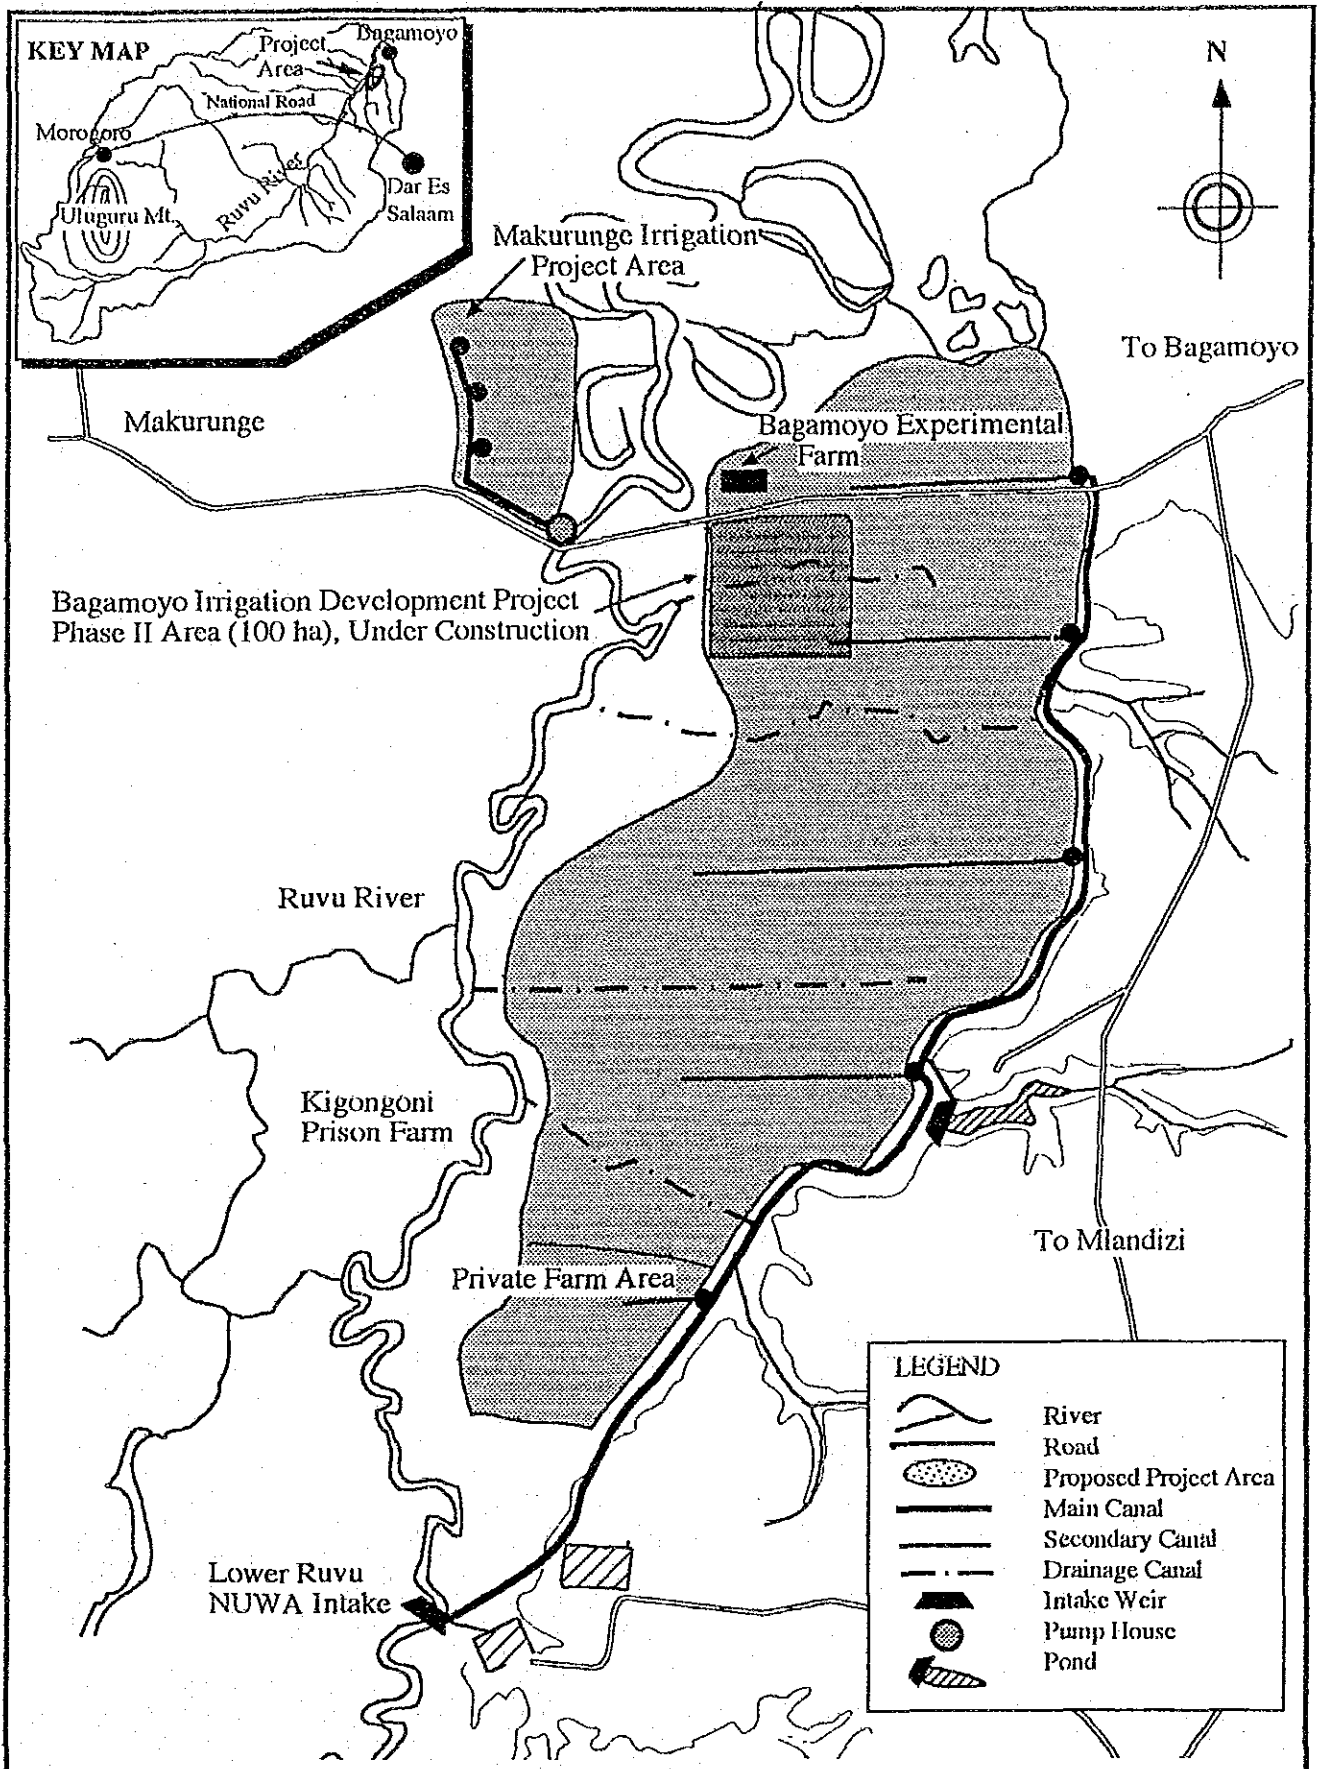 KEY MAP
Bagamoyo
Project
Area
National Road
Morogoro
Ruvu River
Dar Es
Salaam
Uluguru Mt.
N
Makurunge Irrigation
Project Area
To Bagamoyo
Makurunge
Bagamoyo Experimental
Farm
Bagamoyo Irrigation Development Project
Phase II Area (100 ha), Under Construction
Ruvu River
Kigongoni
Prison Farm
To Mlandizi
Private Farm Area
Lower Ruvu
NUWA Intake
LEGEND
River
Road
Proposed Project Area
Main Canal
Secondary Canal
Drainage Canal
Intake Weir
Pump House
Pond